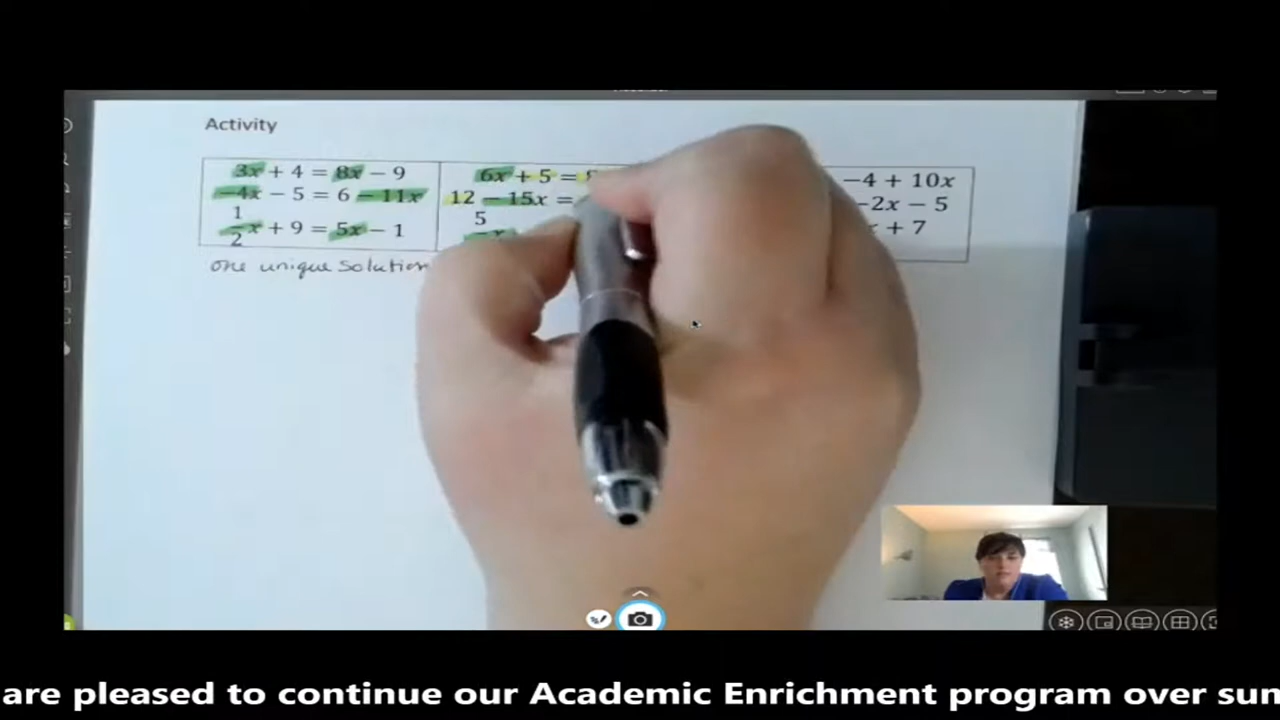 Activity
3x + 4 = 8x − 9
−4x − 5 = 6 − 11x
1/2 x + 9 = 5x − 1
6x + 5 =
12 − 15x =
5
−4 + 10x
−2x − 5
+ 7
one unique solution
are pleased to continue our Academic Enrichment program over sun